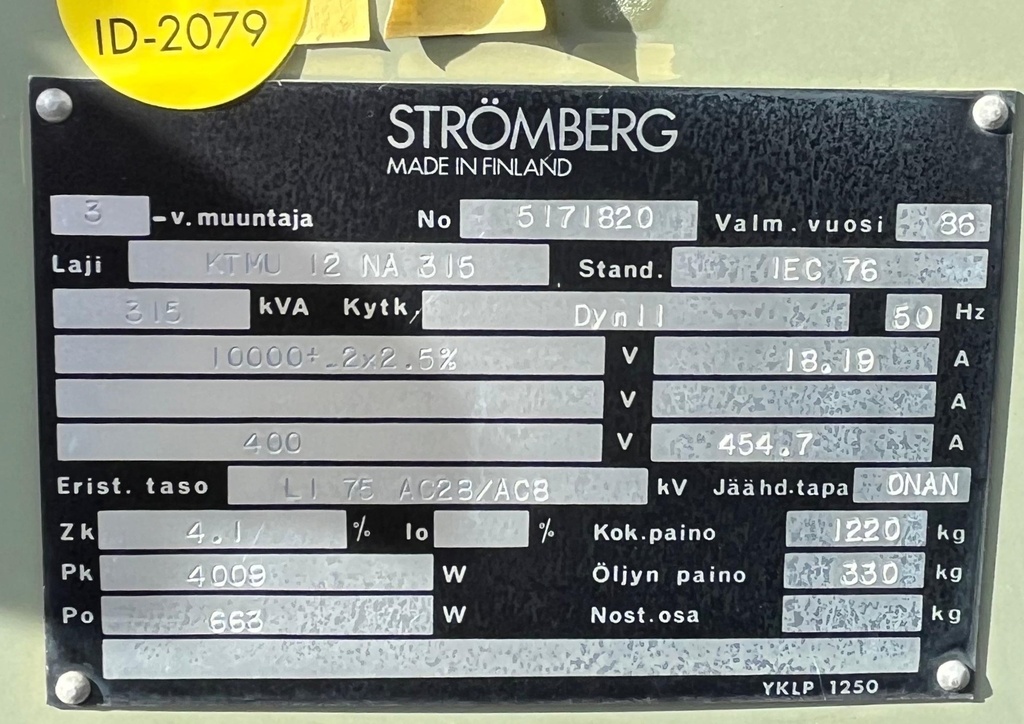 ID-2079
STRÖMBERG
MADE IN FINLAND
3 -v. muuntaja No 5171820 Valm. vuosi 86
Laji KTMU 12 NA 315 Stand. IEC 76
315 kVA Kytk. Dyn11 50 Hz
10000+-2x2.5% V 18.19 A
V A
400 V 454.7 A
Erist. taso LI 75 AC28/AC8 kV Jäähd.tapa ONAN
Zk 4.1 % Io % Kok.paino 1220 kg
Pk 4009 W Öljyn paino 330 kg
Po 663 W Nost.osa kg
YKLP 1250